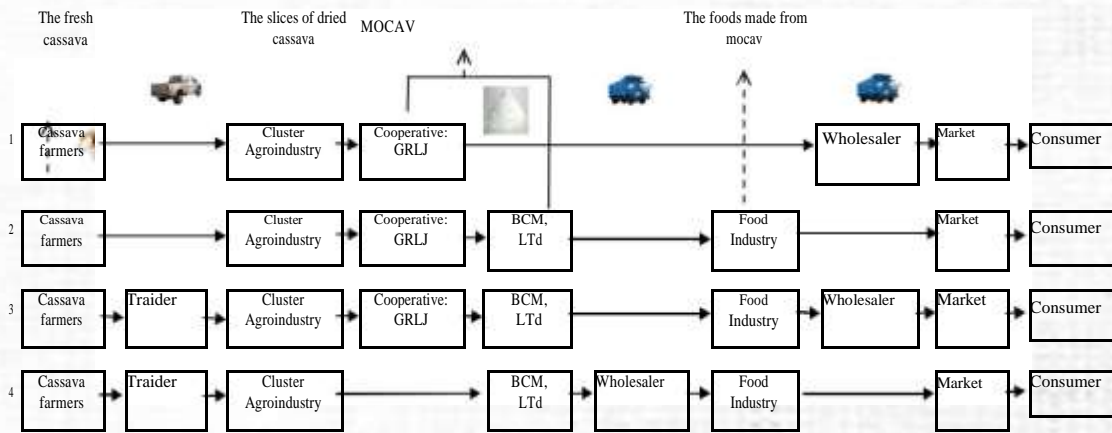 The fresh
cassava
The slices of dried
cassava
MOCAV
The foods made from
mocav
1
Cassava
farmers
Cluster
Agroindustry
Cooperative:
GRLJ
Wholesaler
Market
Consumer
2
Cassava
farmers
Cluster
Agroindustry
Cooperative:
GRLJ
BCM,
LTd
Food
Industry
Market
Consumer
3
Cassava
farmers
Traider
Cluster
Agroindustry
Cooperative:
GRLJ
BCM,
LTd
Food
Industry
Wholesaler
Market
Consumer
4
Cassava
farmers
Traider
Cluster
Agroindustry
BCM,
LTd
Wholesaler
Food
Industry
Market
Consumer